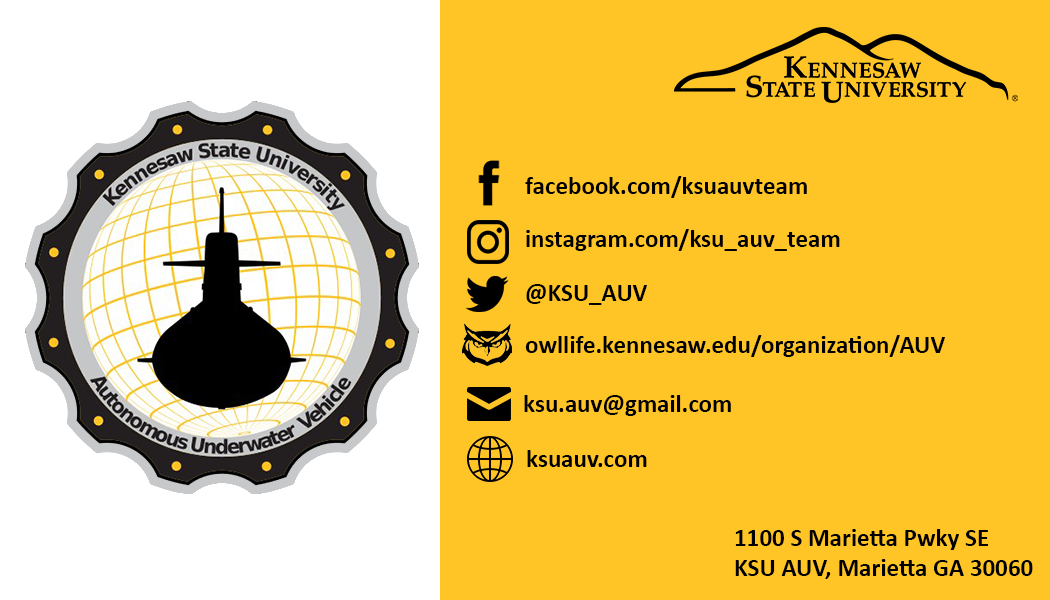 Kennesaw State University
Autonomous Underwater Vehicle
KENNESAW
STATE UNIVERSITY
®
facebook.com/ksuauvteam
instagram.com/ksu_auv_team
@KSU_AUV
owllife.kennesaw.edu/organization/AUV
ksu.auv@gmail.com
ksuauv.com
1100 S Marietta Pwky SE
KSU AUV, Marietta GA 30060